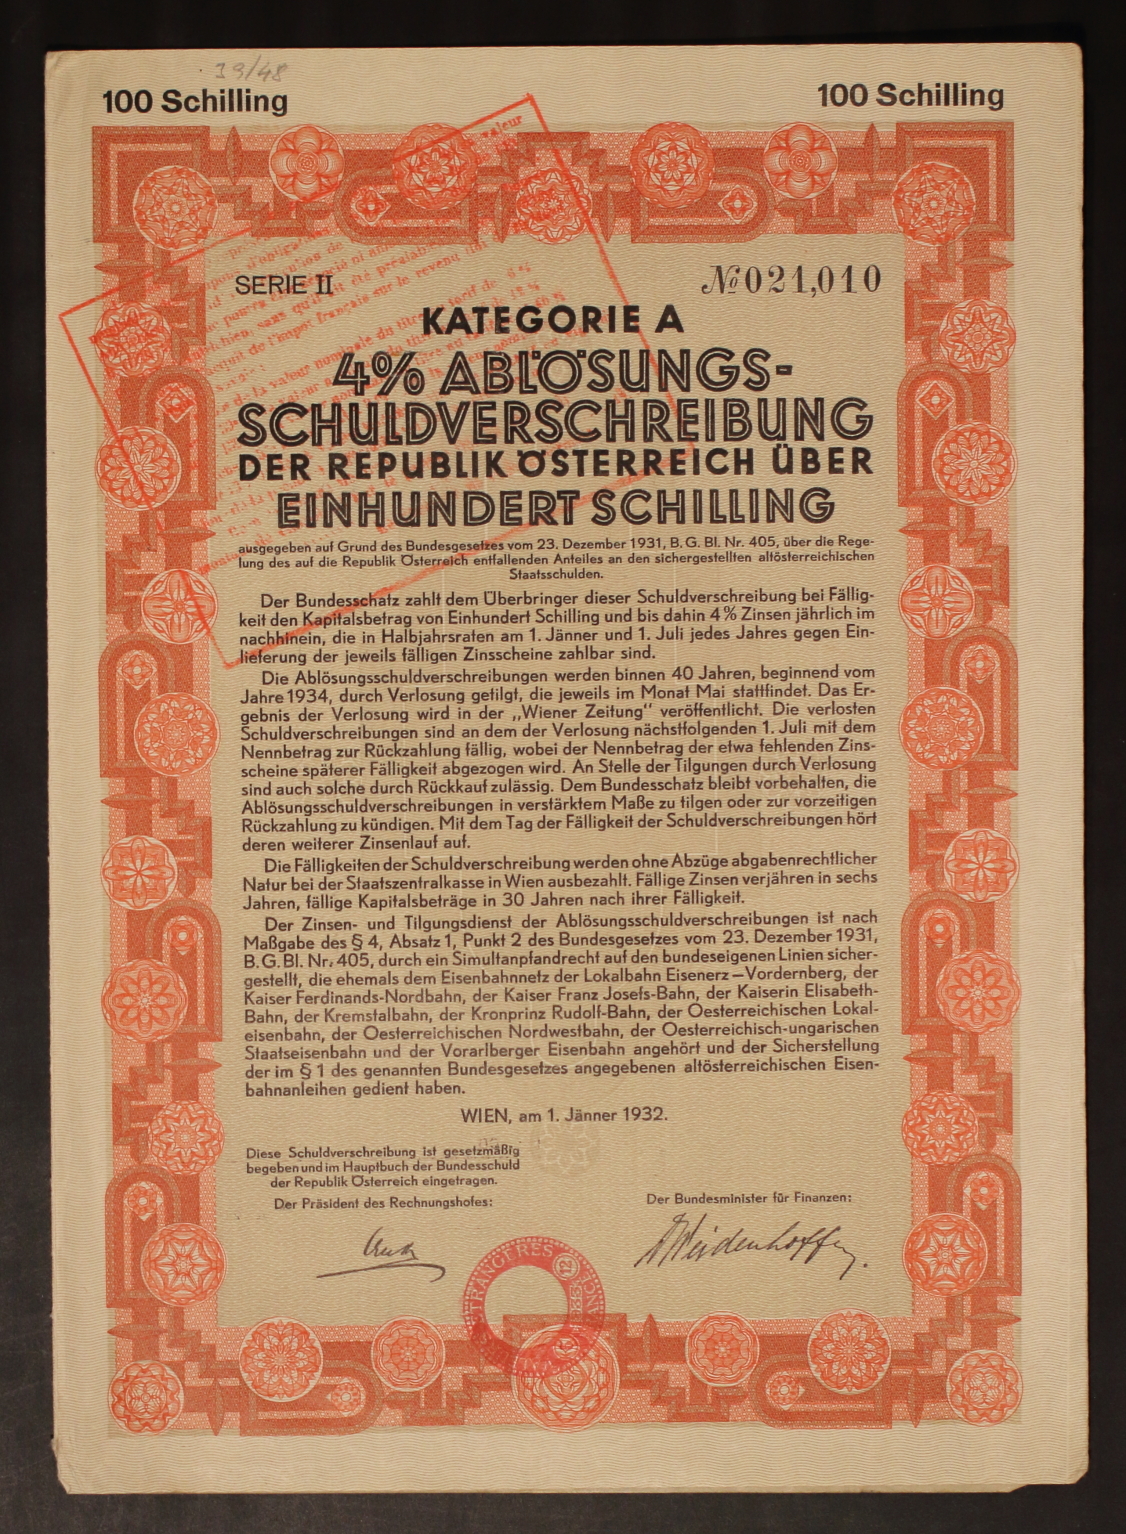 39/48
100 Schilling 100 Schilling
SERIE II № 021,010
KATEGORIE A
4% ABLÖSUNGS-
SCHULDVERSCHREIBUNG
DER REPUBLIK ÖSTERREICH ÜBER
EINHUNDERT SCHILLING
ausgegeben auf Grund des Bundesgesetzes vom 23. Dezember 1931, B. G. Bl. Nr. 405, über die Rege-
lung des auf die Republik Österreich entfallenden Anteiles an den sichergestellten altösterreichischen
Staatsschulden.
Der Bundesschatz zahlt dem Überbringer dieser Schuldverschreibung bei Fällig-
keit den Kapitalsbetrag von Einhundert Schilling und bis dahin 4% Zinsen jährlich im
nachhinein, die in Halbjahrsraten am 1. Jänner und 1. Juli jedes Jahres gegen Ein-
lieferung der jeweils fälligen Zinsscheine zahlbar sind.
Die Ablösungsschuldverschreibungen werden binnen 40 Jahren, beginnend vom
Jahre 1934, durch Verlosung getilgt, die jeweils im Monat Mai stattfindet. Das Er-
gebnis der Verlosung wird in der „Wiener Zeitung" veröffentlicht. Die verlosten
Schuldverschreibungen sind an dem der Verlosung nächstfolgenden 1. Juli mit dem
Nennbetrag zur Rückzahlung fällig, wobei der Nennbetrag der etwa fehlenden Zins-
scheine späterer Fälligkeit abgezogen wird. An Stelle der Tilgungen durch Verlosung
sind auch solche durch Rückkauf zulässig. Dem Bundesschatz bleibt vorbehalten, die
Ablösungsschuldverschreibungen in verstärktem Maße zu tilgen oder zur vorzeitigen
Rückzahlung zu kündigen. Mit dem Tag der Fälligkeit der Schuldverschreibungen hört
deren weiterer Zinsenlauf auf.
Die Fälligkeiten der Schuldverschreibung werden ohne Abzüge abgabenrechtlicher
Natur bei der Staatszentralkasse in Wien ausbezahlt. Fällige Zinsen verjähren in sechs
Jahren, fällige Kapitalsbeträge in 30 Jahren nach ihrer Fälligkeit.
Der Zinsen- und Tilgungsdienst der Ablösungsschuldverschreibungen ist nach
Maßgabe des § 4, Absatz 1, Punkt 2 des Bundesgesetzes vom 23. Dezember 1931,
B. G. Bl. Nr. 405, durch ein Simultanpfandrecht auf den bundeseigenen Linien sicher-
gestellt, die ehemals dem Eisenbahnnetz der Lokalbahn Eisenerz—Vordernberg, der
Kaiser Ferdinands-Nordbahn, der Kaiser Franz Josefs-Bahn, der Kaiserin Elisabeth-
Bahn, der Kremstalbahn, der Kronprinz Rudolf-Bahn, der Oesterreichischen Lokal-
eisenbahn, der Oesterreichischen Nordwestbahn, der Oesterreichisch-ungarischen
Staatseisenbahn und der Vorarlberger Eisenbahn angehört und der Sicherstellung
der im § 1 des genannten Bundesgesetzes angegebenen altösterreichischen Eisen-
bahnanleihen gedient haben.
WIEN, am 1. Jänner 1932.
Diese Schuldverschreibung ist gesetzmäßig
begeben und im Hauptbuch der Bundesschuld
der Republik Österreich eingetragen.
Der Präsident des Rechnungshofes: Der Bundesminister für Finanzen:
Weidenhoffer